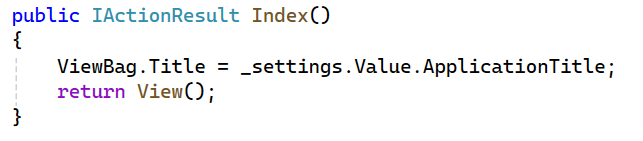 public IActionResult Index()
{
    ViewBag.Title = _settings.Value.ApplicationTitle;
    return View();
}